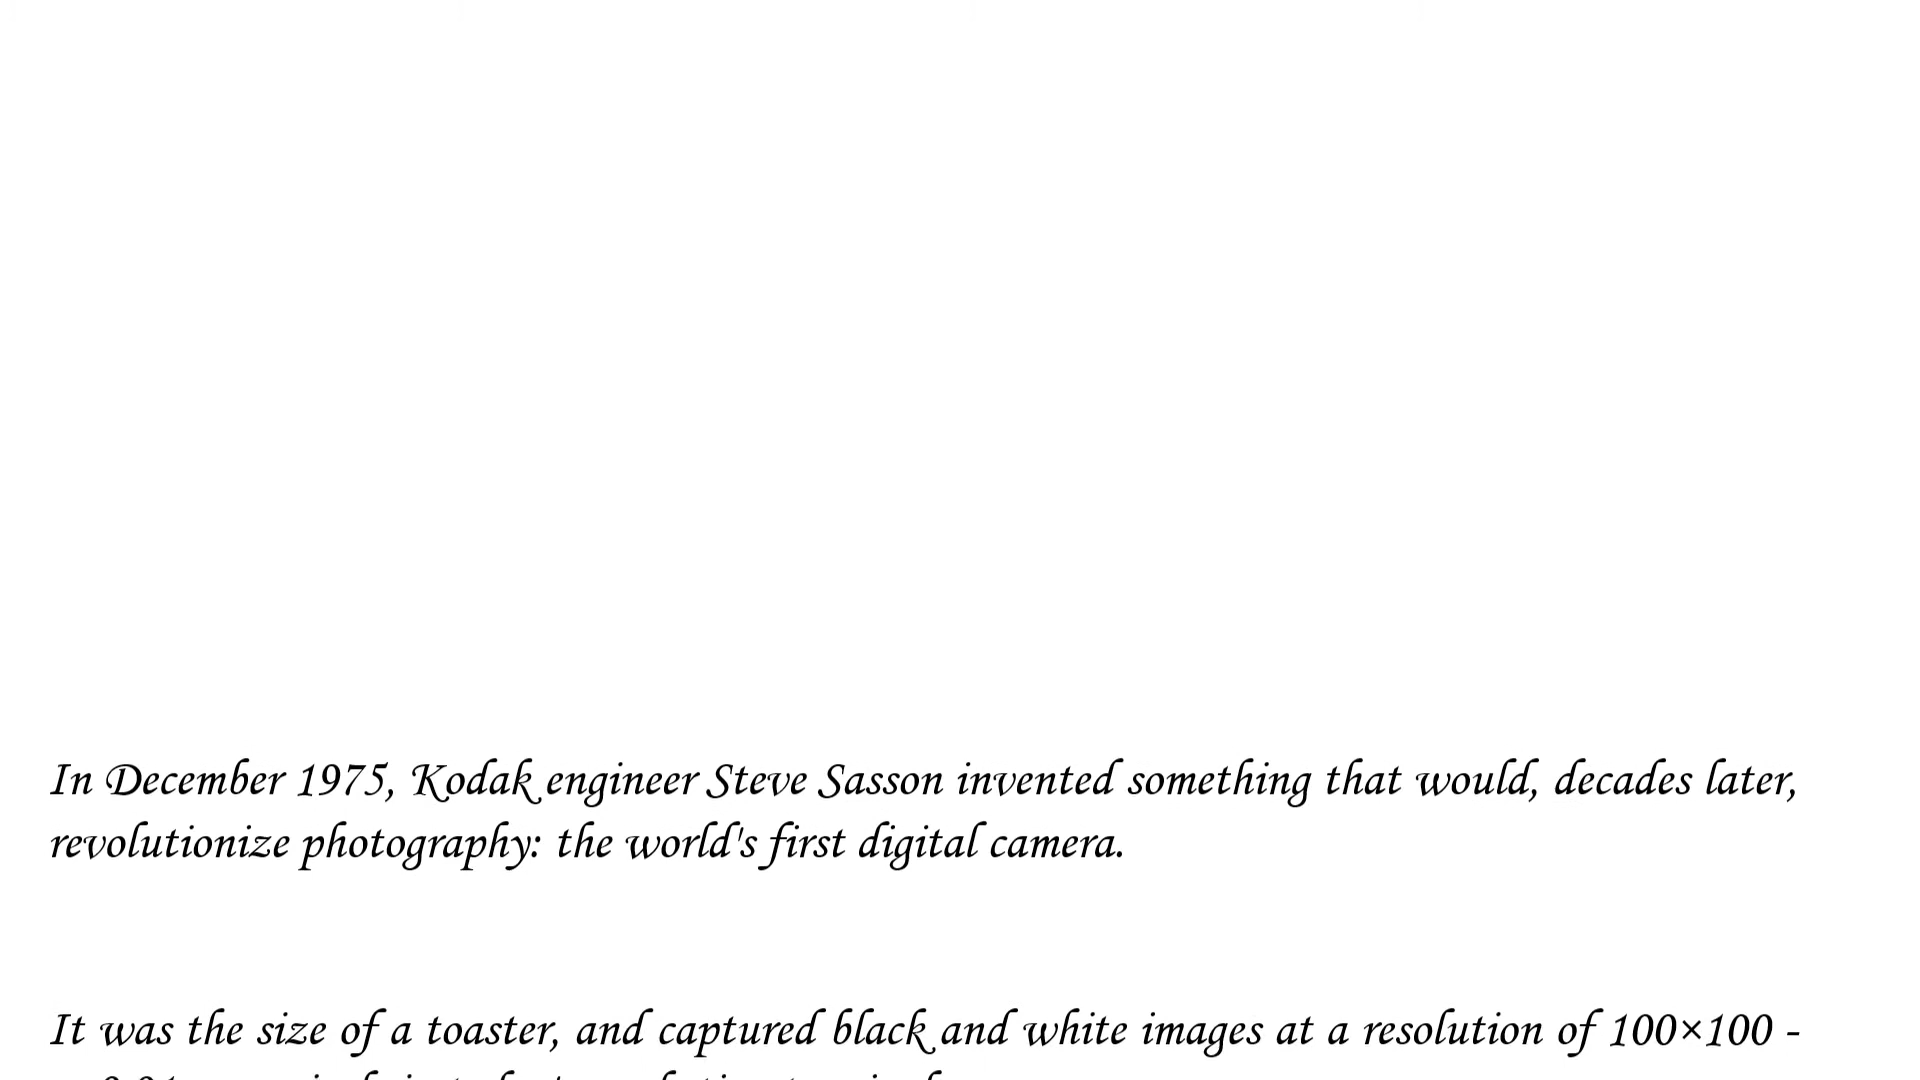 In December 1975, Kodak engineer Steve Sasson invented something that would, decades later,
revolutionize photography: the world's first digital camera.
It was the size of a toaster, and captured black and white images at a resolution of 100×100 -